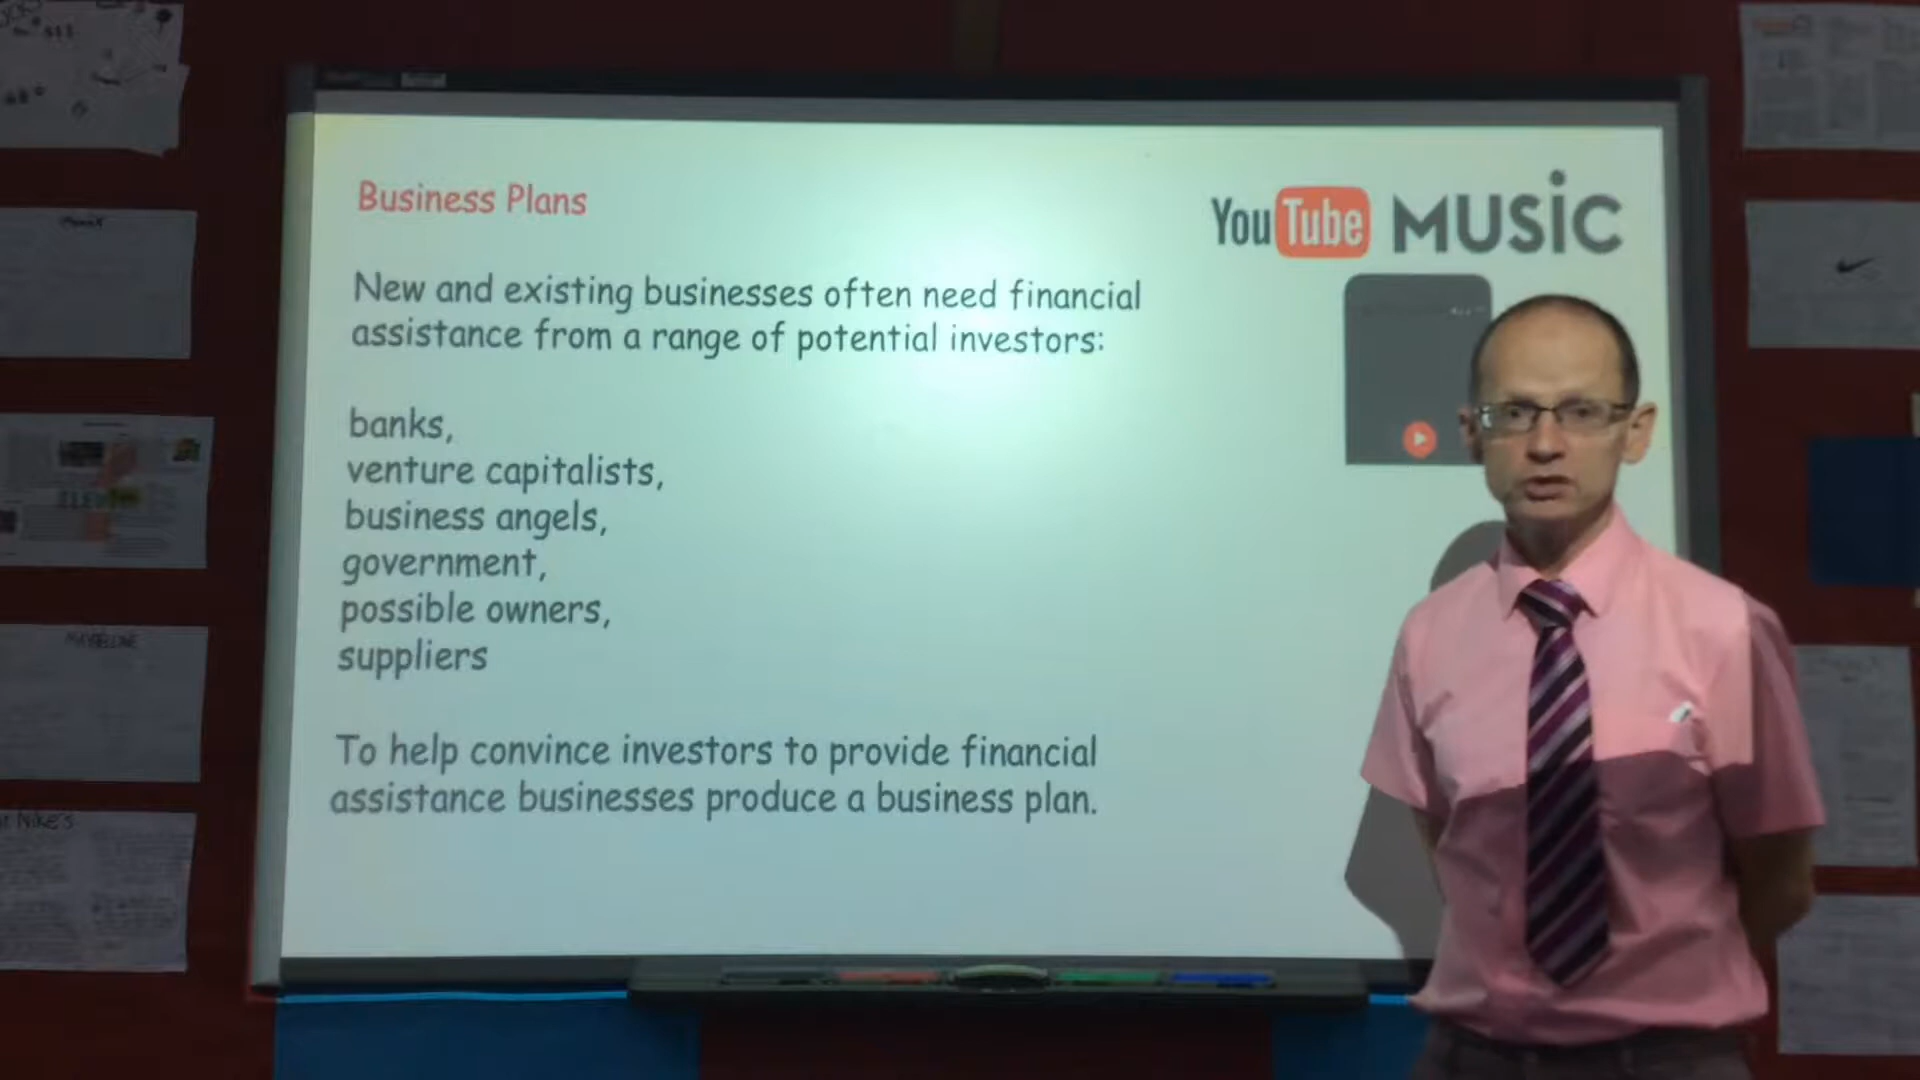 Business Plans
YouTube MUSiC
New and existing businesses often need financial
assistance from a range of potential investors:
banks,
venture capitalists,
business angels,
government,
possible owners,
suppliers
To help convince investors to provide financial
assistance businesses produce a business plan.
MAYBELLINE
Nike's